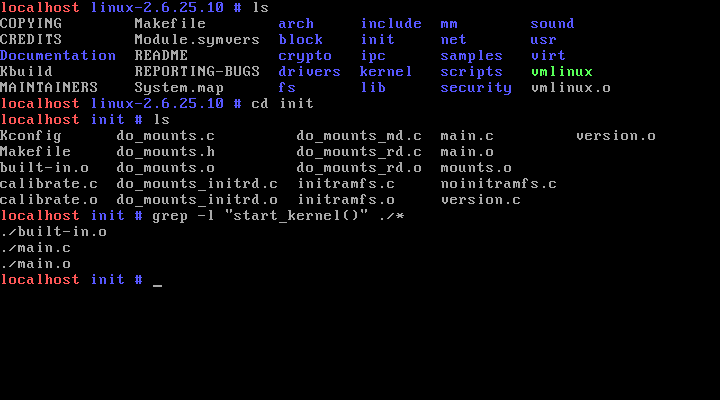 localhost linux-2.6.25.10 # ls
COPYING        Makefile        arch     include  mm        sound
CREDITS        Module.symvers  block    init     net       usr
Documentation  README          crypto   ipc      samples   virt
Kbuild         REPORTING-BUGS  drivers  kernel   scripts   vmlinux
MAINTAINERS    System.map      fs       lib      security  vmlinux.o
localhost linux-2.6.25.10 # cd init
localhost init # ls
Kconfig      do_mounts.c         do_mounts_md.c  main.c         version.o
Makefile     do_mounts.h         do_mounts_rd.c  main.o
built-in.o   do_mounts.o         do_mounts_rd.o  mounts.o
calibrate.c  do_mounts_initrd.c  initramfs.c     noinitramfs.c
calibrate.o  do_mounts_initrd.o  initramfs.o     version.c
localhost init # grep -l "start_kernel()" ./*
./built-in.o
./main.c
./main.o
localhost init # _